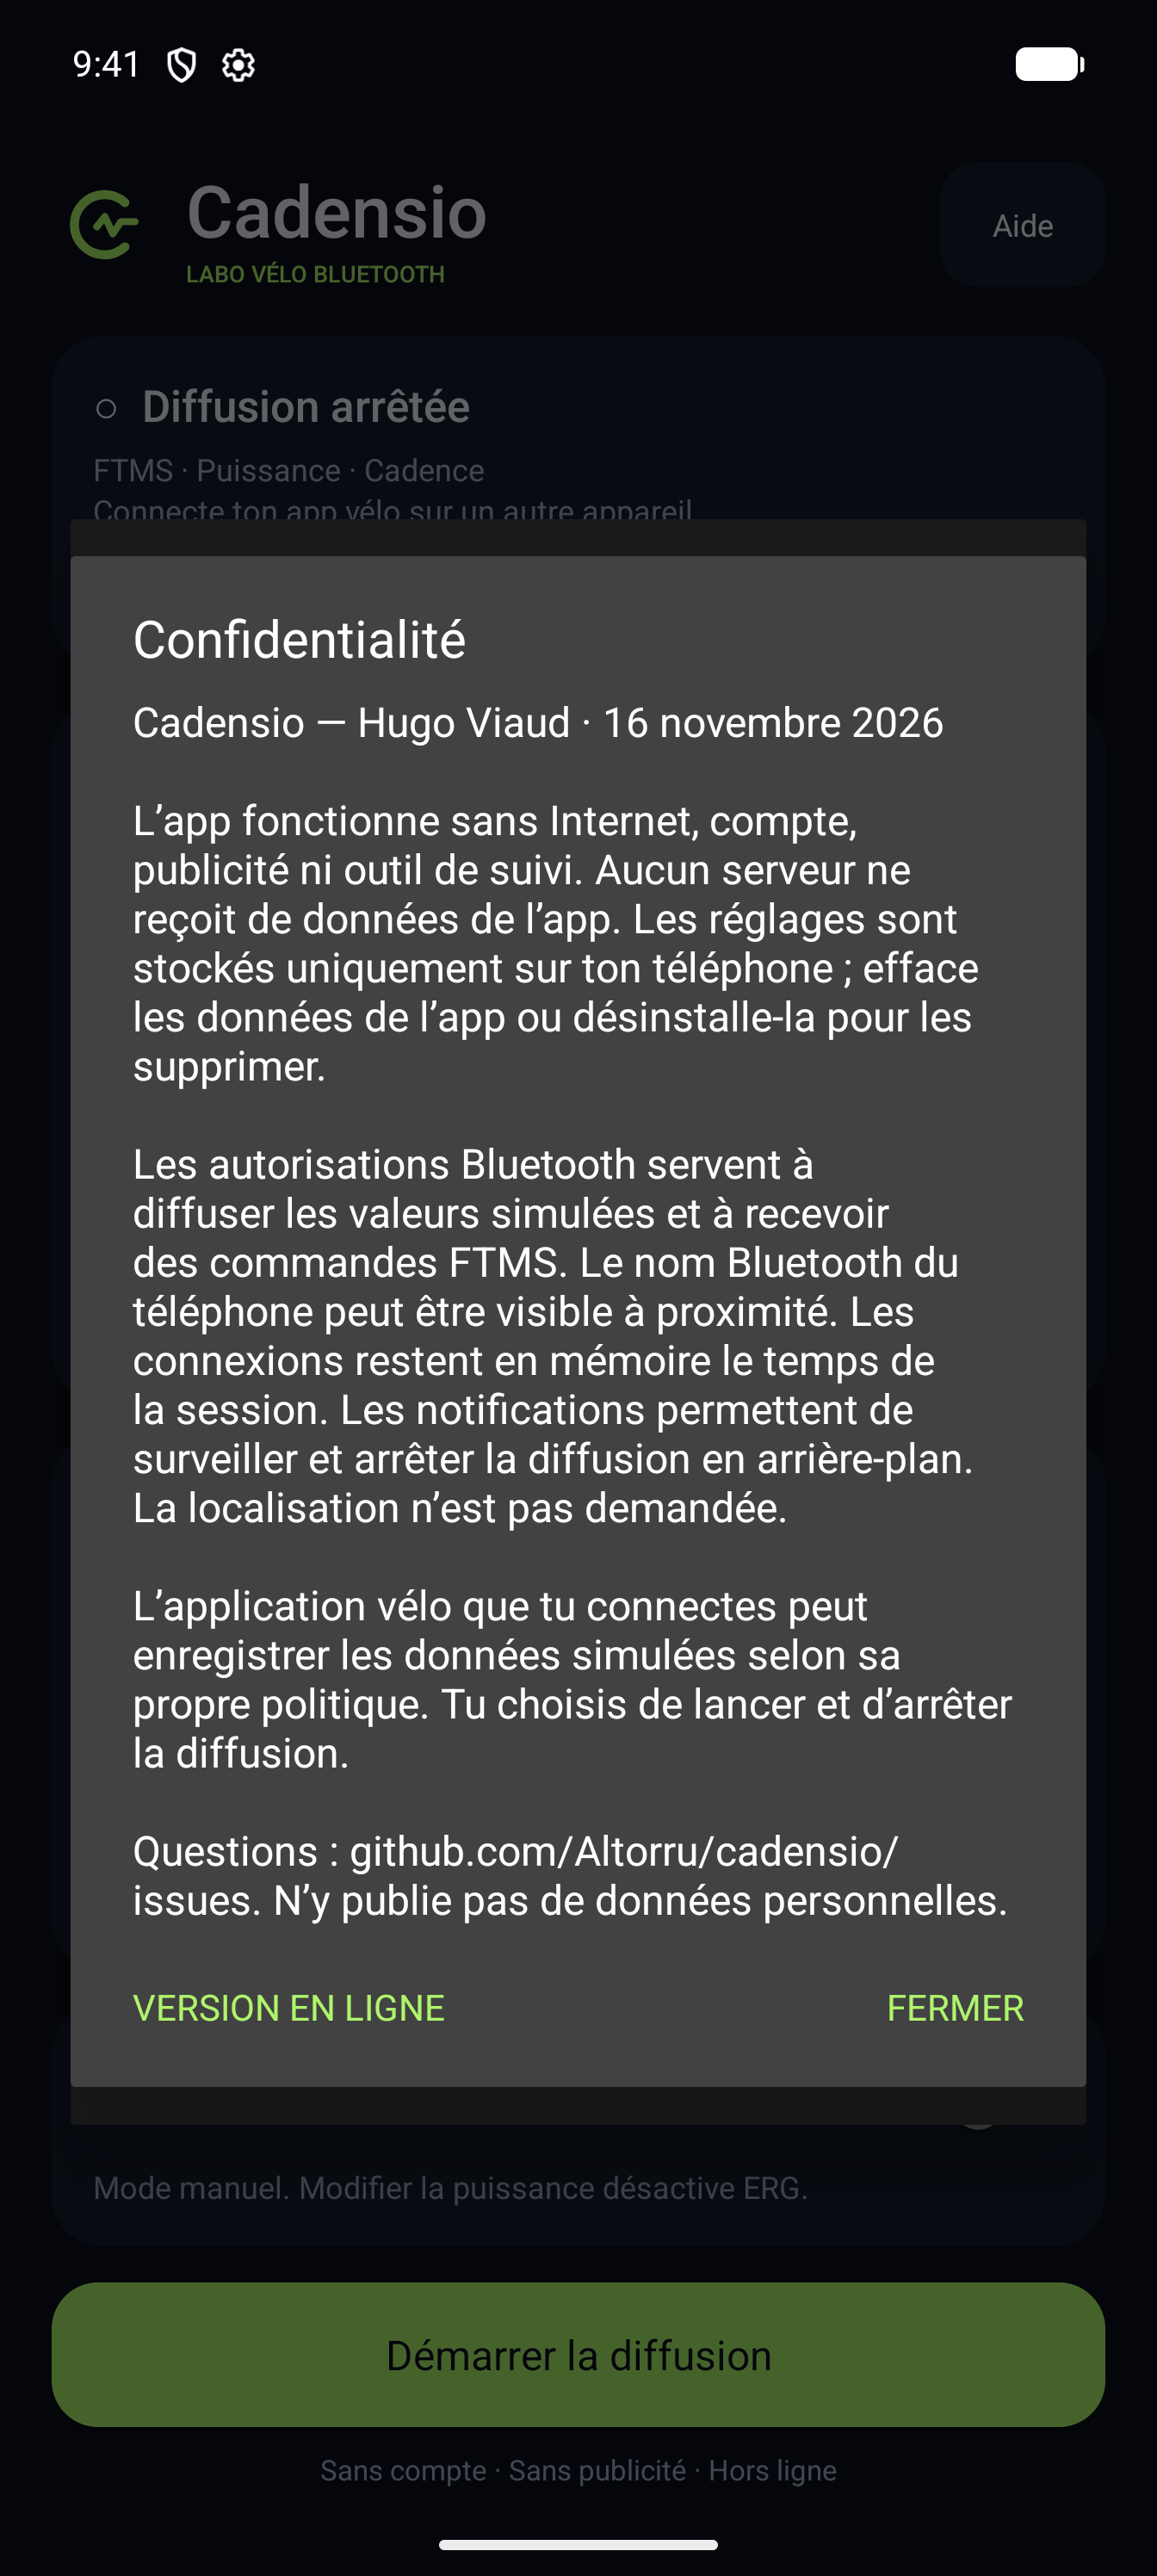 9:41
Cadensio
LABO VÉLO BLUETOOTH
Aide
Diffusion arrêtée
FTMS · Puissance · Cadence
Connecte ton app vélo sur un autre appareil
Confidentialité
Cadensio — Hugo Viaud · 16 novembre 2026
L’app fonctionne sans Internet, compte,
publicité ni outil de suivi. Aucun serveur ne
reçoit de données de l’app. Les réglages sont
stockés uniquement sur ton téléphone ; efface
les données de l’app ou désinstalle-la pour les
supprimer.
Les autorisations Bluetooth servent à
diffuser les valeurs simulées et à recevoir
des commandes FTMS. Le nom Bluetooth du
téléphone peut être visible à proximité. Les
connexions restent en mémoire le temps de
la session. Les notifications permettent de
surveiller et arrêter la diffusion en arrière-plan.
La localisation n’est pas demandée.
L’application vélo que tu connectes peut
enregistrer les données simulées selon sa
propre politique. Tu choisis de lancer et d’arrêter
la diffusion.
Questions : github.com/Altorru/cadensio/
issues. N’y publie pas de données personnelles.
VERSION EN LIGNE
FERMER
Mode manuel. Modifier la puissance désactive ERG.
Démarrer la diffusion
Sans compte · Sans publicité · Hors ligne